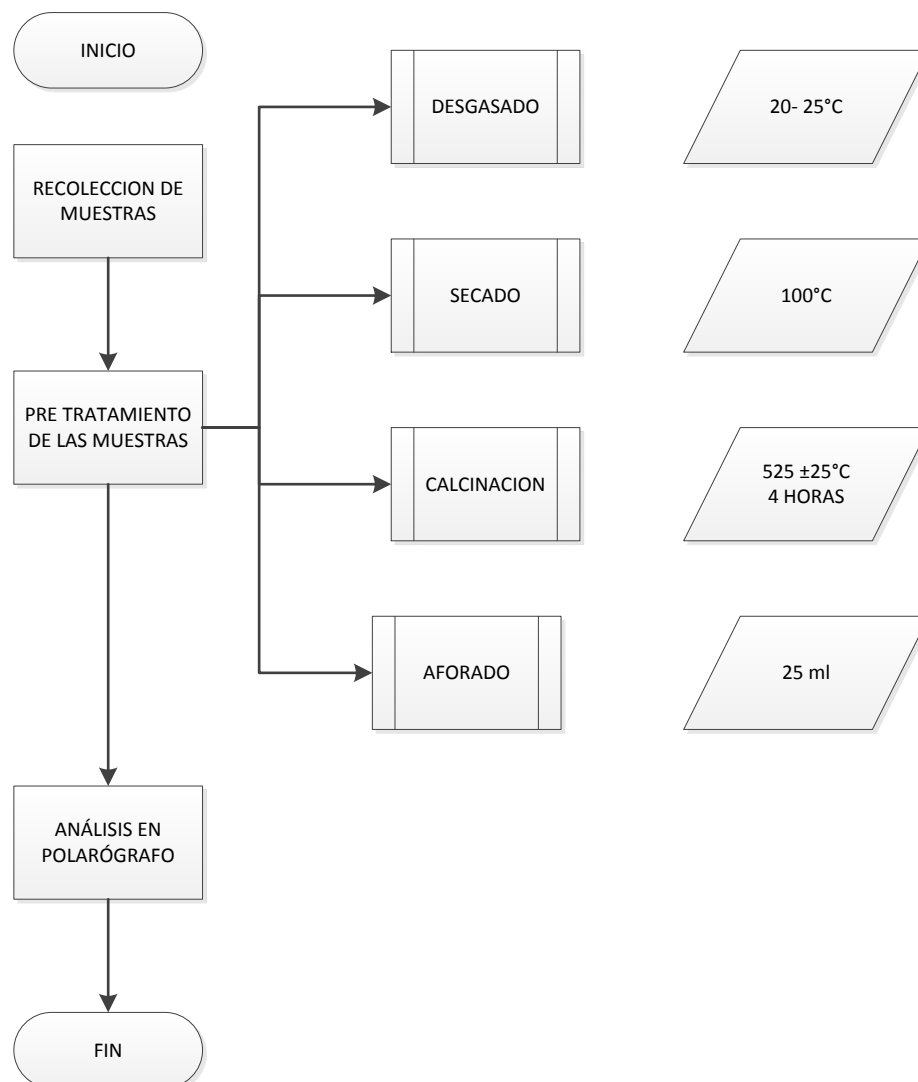 INICIO
RECOLECCION DE
MUESTRAS
PRE TRATAMIENTO
DE LAS MUESTRAS
ANÁLISIS EN
POLARÓGRAFO
FIN
DESGASADO
20- 25°C
SECADO
100°C
CALCINACION
525 ±25°C
4 HORAS
AFORADO
25 ml